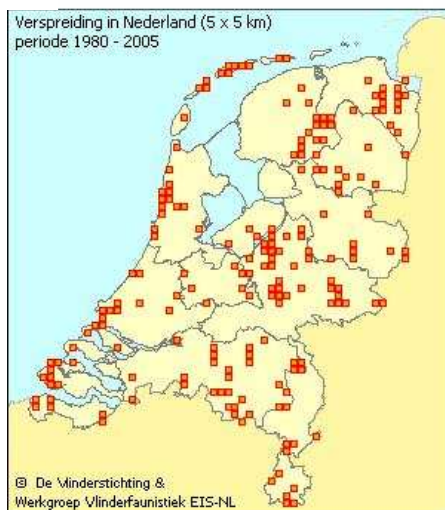 Verspreiding in Nederland (5 x 5 km)
periode 1980 - 2005
© De Vlinderstichting &
Werkgroep Vlinderfaunistiek EIS-NL